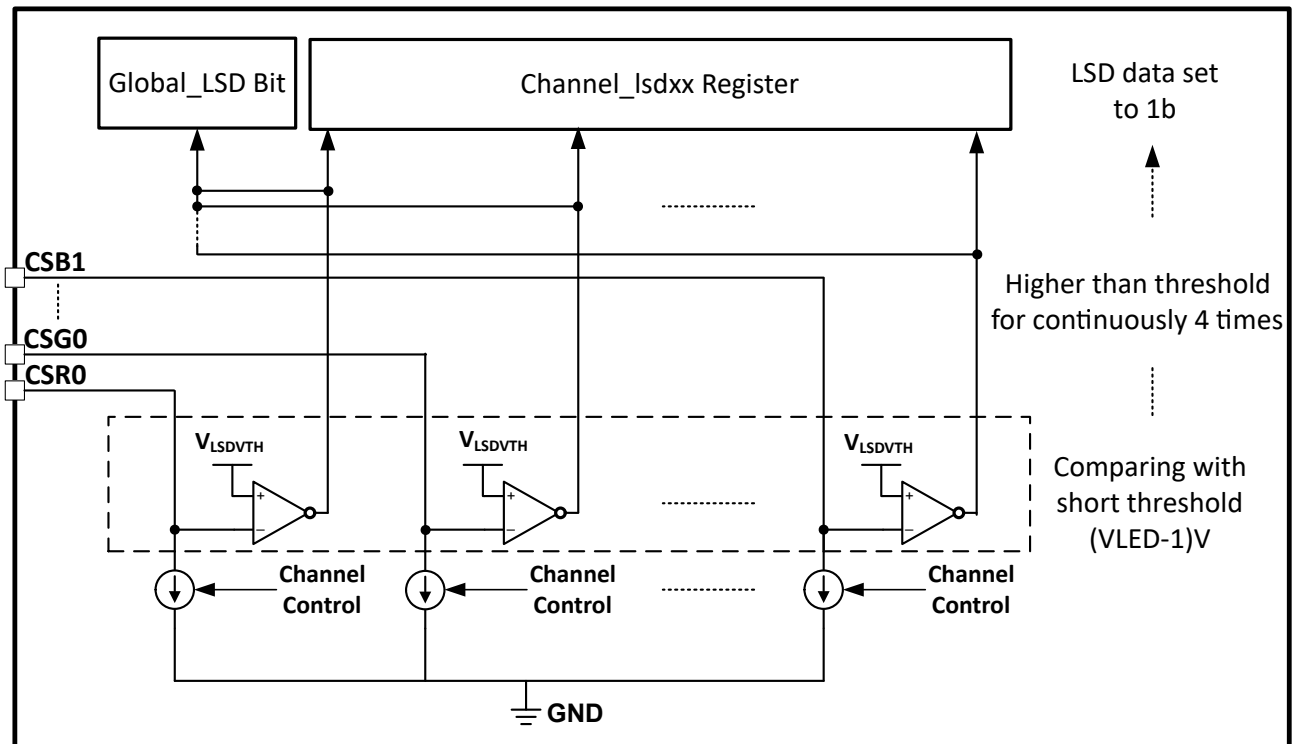 Global_LSD Bit
Channel_lsdxx Register
LSD data set
to 1b
CSB1
Higher than threshold
for continuously 4 times
CSG0
CSR0
VLSDVTH
VLSDVTH
VLSDVTH
+
-
+
-
+
-
Comparing with
short threshold
(VLED-1)V
Channel
Control
Channel
Control
Channel
Control
GND